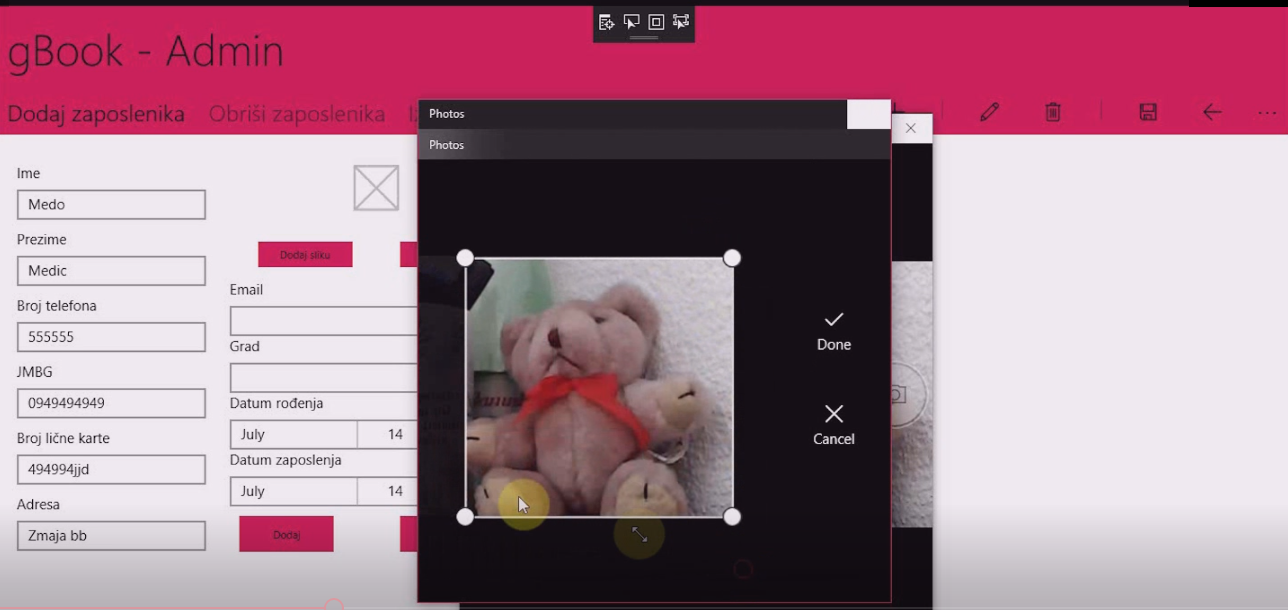 gBook - Admin
Dodaj zaposlenika
Obriši zaposlenika
Photos
Photos
Ime
Medo
Prezime
Medic
Broj telefona
555555
JMBG
0949494949
Broj lične karte
494994jjd
Adresa
Zmaja bb
Dodaj sliku
Email
Grad
Datum rođenja
July 14
Datum zaposlenja
July 14
Dodaj
Done
Cancel